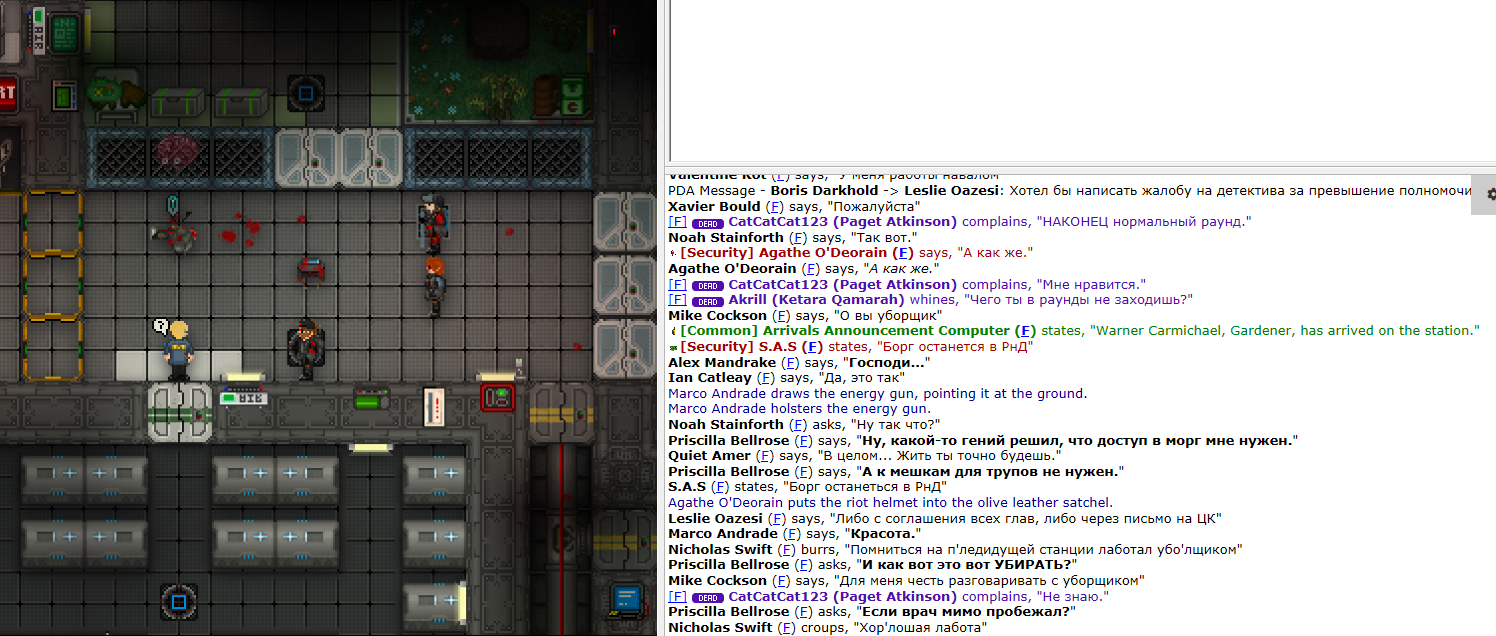 AIR
RT
?
AIR
Valentine Kot (F) says, "У меня работы навалом"
PDA Message - Boris Darkhold -> Leslie Oazesi: Хотел бы написать жалобу на детектива за превышение полномочи
Xavier Bould (F) says, "Пожалуйста"
[F] DEAD CatCatCat123 (Paget Atkinson) complains, "НАКОНЕЦ нормальный раунд."
Noah Stainforth (F) says, "Так вот."
[Security] Agathe O'Deorain (F) says, "А как же."
Agathe O'Deorain (F) says, "А как же."
[F] DEAD CatCatCat123 (Paget Atkinson) complains, "Мне нравится."
[F] DEAD Akrill (Ketara Qamarah) whines, "Чего ты в раунды не заходишь?"
Mike Cockson (F) says, "О вы уборщик"
[Common] Arrivals Announcement Computer (F) states, "Warner Carmichael, Gardener, has arrived on the station."
[Security] S.A.S (F) states, "Борг останется в РнД"
Alex Mandrake (F) says, "Господи..."
Ian Catleay (F) says, "Да, это так"
Marco Andrade draws the energy gun, pointing it at the ground.
Marco Andrade holsters the energy gun.
Noah Stainforth (F) asks, "Ну так что?"
Priscilla Bellrose (F) says, "Ну, какой-то гений решил, что доступ в морг мне нужен."
Quiet Amer (F) says, "В целом... Жить ты точно будешь."
Priscilla Bellrose (F) says, "А к мешкам для трупов не нужен."
S.A.S (F) states, "Борг останеться в РнД"
Agathe O'Deorain puts the riot helmet into the olive leather satchel.
Leslie Oazesi (F) says, "Либо с соглашения всех глав, либо через письмо на ЦК"
Marco Andrade (F) says, "Красота."
Nicholas Swift (F) burrs, "Помниться на п'ледидущей станции лаботал убо'лщиком"
Priscilla Bellrose (F) asks, "И как вот это вот УБИРАТЬ?"
Mike Cockson (F) says, "Для меня честь разговаривать с уборщиком"
[F] DEAD CatCatCat123 (Paget Atkinson) complains, "Не знаю."
Priscilla Bellrose (F) asks, "Если врач мимо пробежал?"
Nicholas Swift (F) croups, "Хор'лошая лабота"